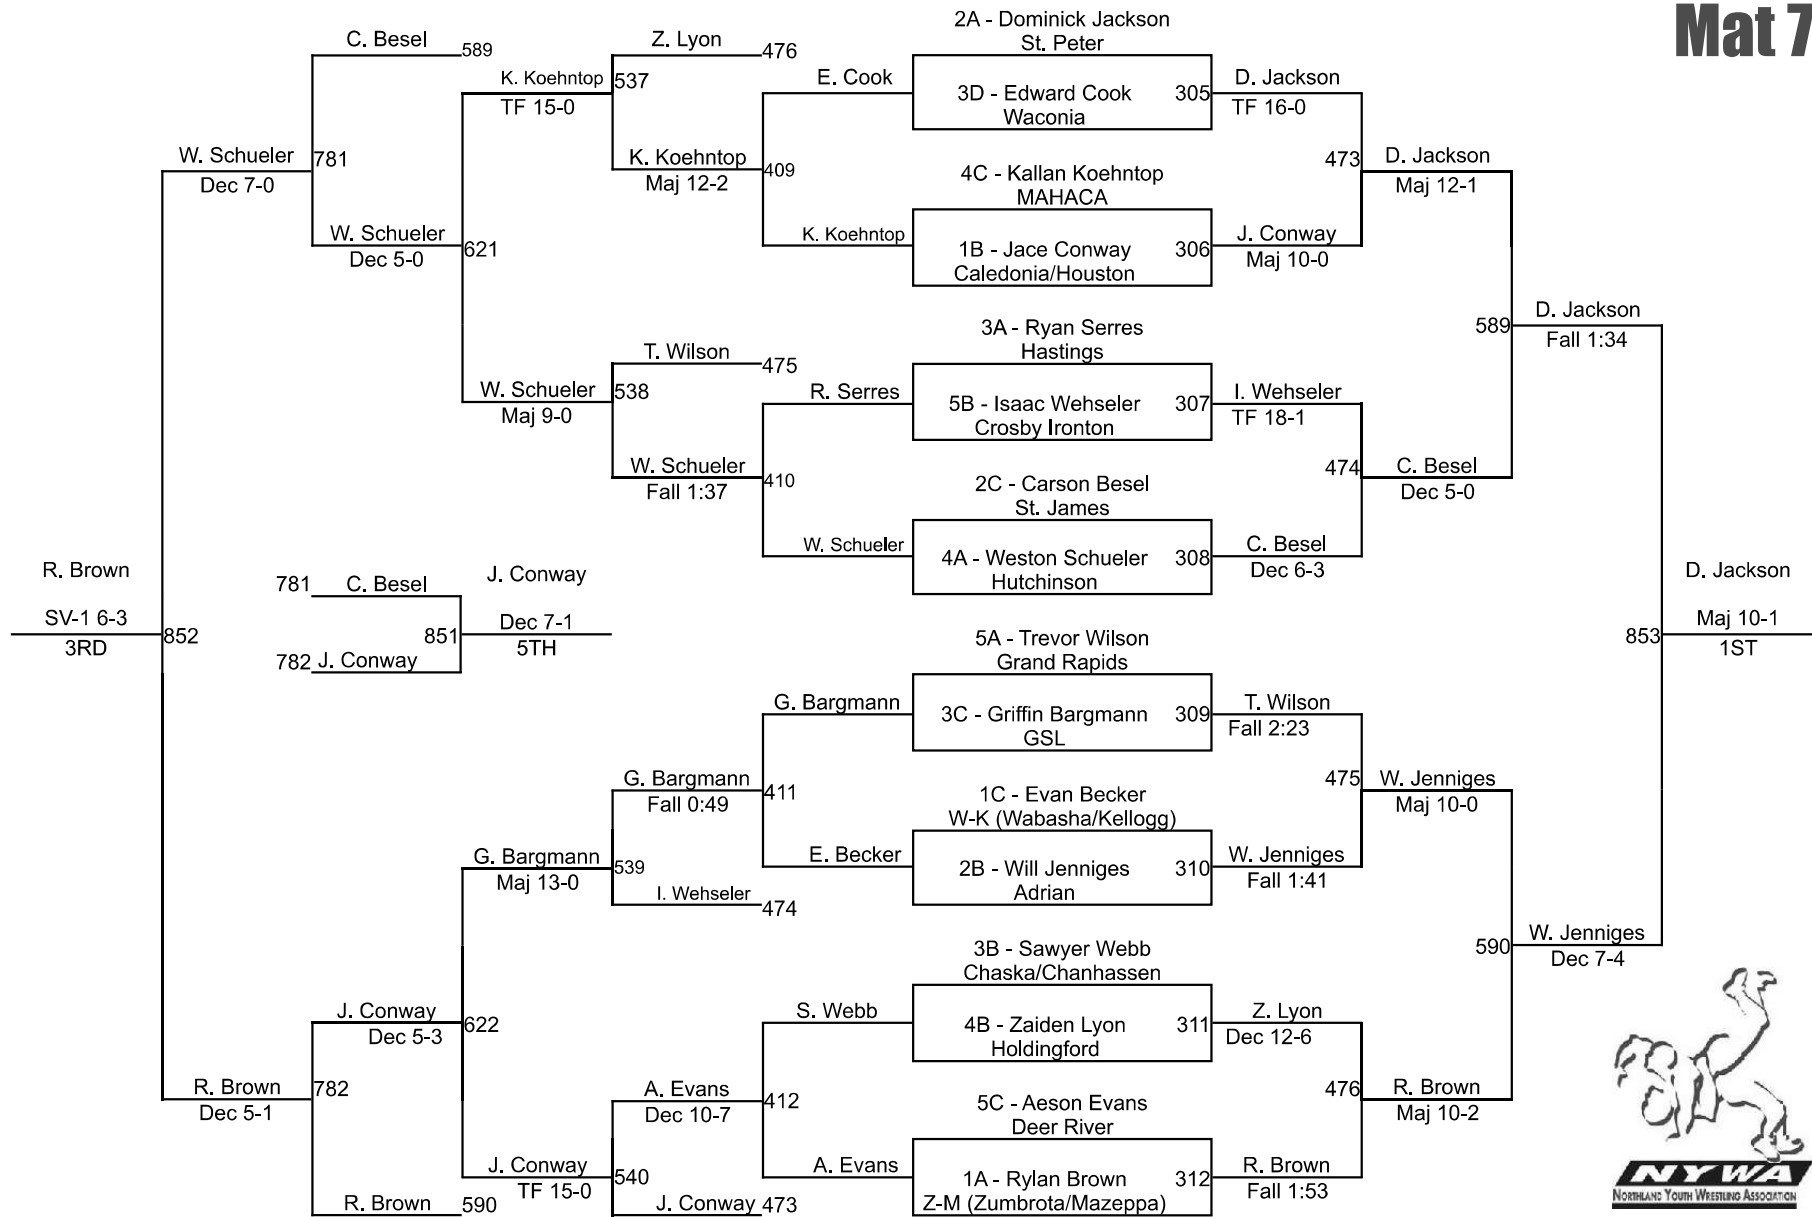 Mat 7
2A - Dominick Jackson
St. Peter
C. Besel 589
Z. Lyon 476
K. Koehntop 537
TF 15-0
E. Cook
3D - Edward Cook 305
Waconia
D. Jackson
TF 16-0
W. Schueler 781
Dec 7-0
K. Koehntop 409
Maj 12-2
4C - Kallan Koehntop
MAHACA
473 D. Jackson
Maj 12-1
W. Schueler 621
Dec 5-0
K. Koehntop
1B - Jace Conway 306
Caledonia/Houston
J. Conway
Maj 10-0
3A - Ryan Serres
Hastings
589 D. Jackson
Fall 1:34
T. Wilson 475
W. Schueler 538
Maj 9-0
R. Serres
5B - Isaac Wehseler 307
Crosby Ironton
I. Wehseler
TF 18-1
W. Schueler 410
Fall 1:37
2C - Carson Besel
St. James
474 C. Besel
Dec 5-0
W. Schueler
4A - Weston Schueler 308
Hutchinson
C. Besel
Dec 6-3
R. Brown
SV-1 6-3
3RD
852
781 C. Besel
782 J. Conway
851
J. Conway
Dec 7-1
5TH
D. Jackson
853 Maj 10-1
1ST
5A - Trevor Wilson
Grand Rapids
G. Bargmann
3C - Griffin Bargmann 309
GSL
T. Wilson
Fall 2:23
G. Bargmann 411
Fall 0:49
1C - Evan Becker
W-K (Wabasha/Kellogg)
475 W. Jenniges
Maj 10-0
G. Bargmann 539
Maj 13-0
E. Becker
2B - Will Jenniges 310
Adrian
W. Jenniges
Fall 1:41
I. Wehseler 474
3B - Sawyer Webb
Chaska/Chanhassen
590 W. Jenniges
Dec 7-4
J. Conway 622
Dec 5-3
S. Webb
4B - Zaiden Lyon 311
Holdingford
Z. Lyon
Dec 12-6
R. Brown 782
Dec 5-1
A. Evans 412
Dec 10-7
5C - Aeson Evans
Deer River
476 R. Brown
Maj 10-2
J. Conway 540
TF 15-0
A. Evans
1A - Rylan Brown 312
Z-M (Zumbrota/Mazeppa)
R. Brown
Fall 1:53
R. Brown 590
J. Conway 473
NYWA
NORTHLAND YOUTH WRESTLING ASSOCIATION